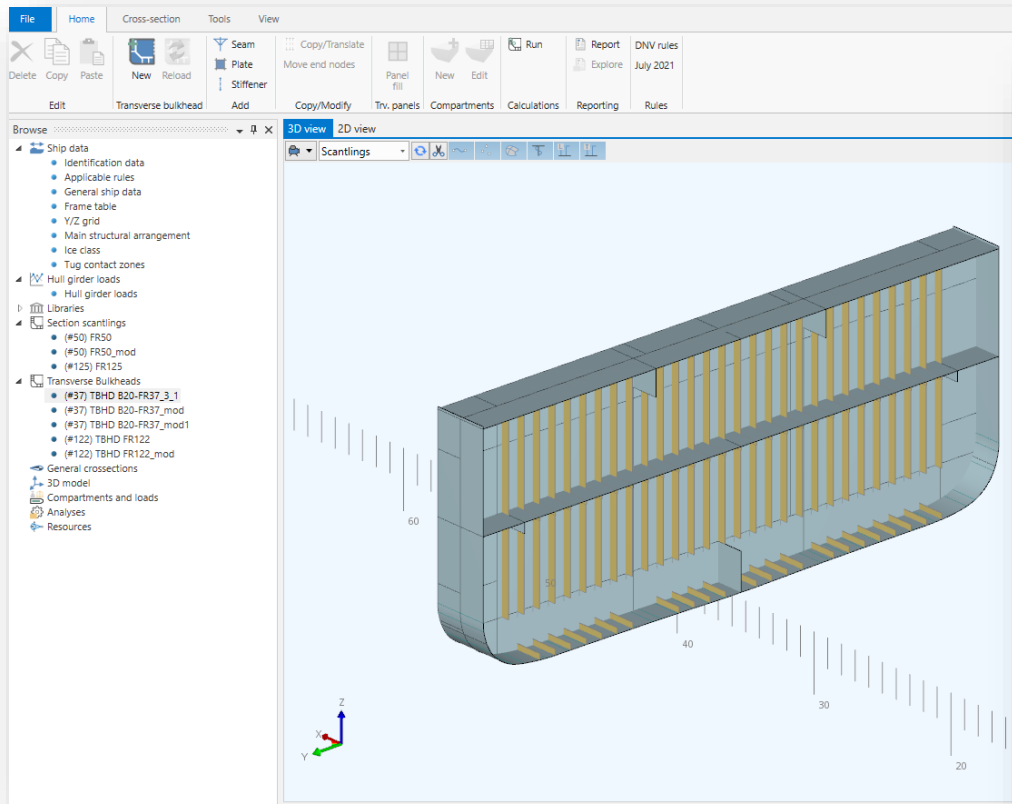 File Home Cross-section Tools View
Delete Copy Paste
Edit
New Reload
Transverse bulkhead
Seam
Plate
Stiffener
Add
Copy/Translate
Move end nodes
Copy/Modify
Panel
fill
Trv. panels
New Edit
Compartments
Run
Calculations
Report
Explore
Reporting
DNV rules
July 2021
Rules
Browse
Ship data
Identification data
Applicable rules
General ship data
Frame table
Y/Z grid
Main structural arrangement
Ice class
Tug contact zones
Hull girder loads
Hull girder loads
Libraries
Section scantlings
(#50) FR50
(#50) FR50_mod
(#125) FR125
Transverse Bulkheads
(#37) TBHD B20-FR37_3_1
(#37) TBHD B20-FR37_mod
(#37) TBHD B20-FR37_mod1
(#122) TBHD FR122
(#122) TBHD FR122_mod
General crossections
3D model
Compartments and loads
Analyses
Resources
3D view 2D view
Scantlings
60
50
40
30
20
Z
X
Y